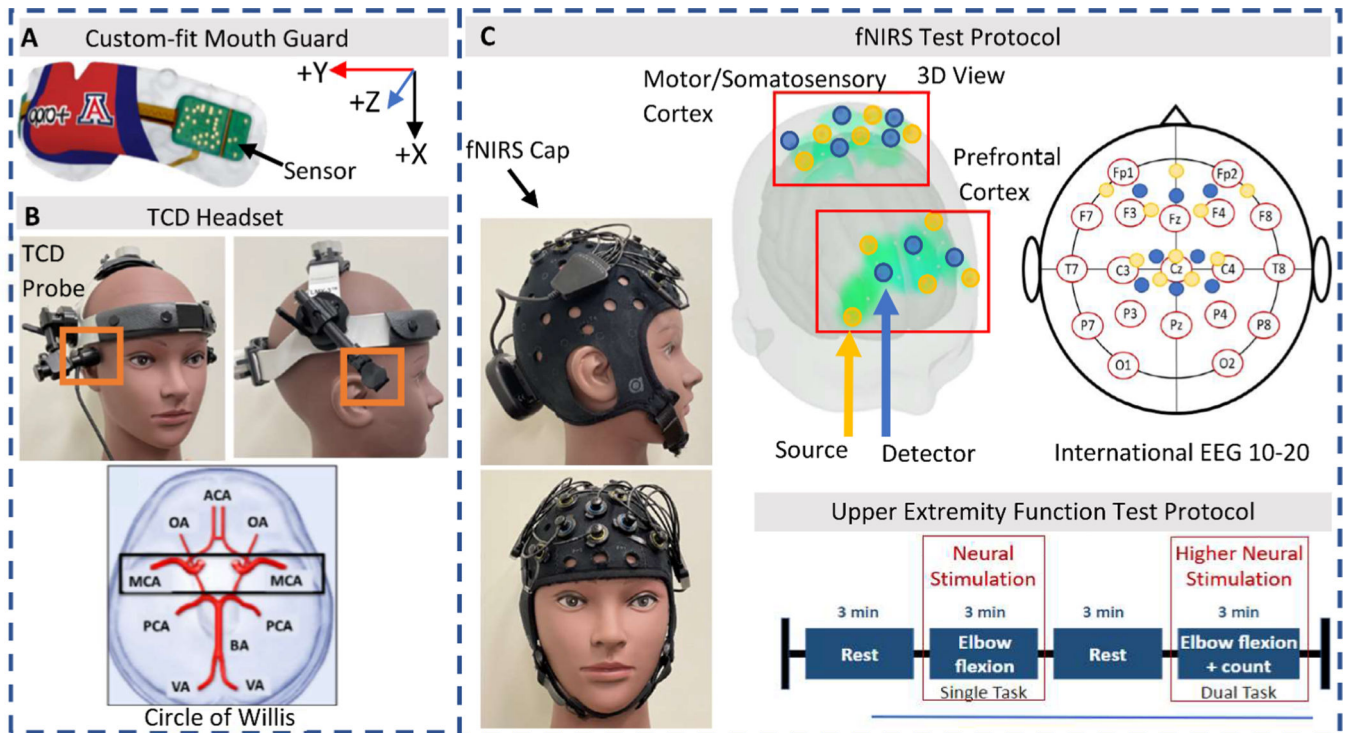 A
Custom-fit Mouth Guard
opro+
A
+Y
+Z
+X
Sensor
B
TCD Headset
TCD
Probe
ACA
OA
OA
MCA
MCA
PCA
PCA
BA
VA
VA
Circle of Willis
C
fNIRS Test Protocol
Motor/Somatosensory
Cortex
3D View
fNIRS Cap
Prefrontal
Cortex
Source
Detector
Fp1
Fp2
F7
F3
Fz
F4
F8
T7
C3
Cz
C4
T8
P7
P3
Pz
P4
P8
O1
O2
International EEG 10-20
Upper Extremity Function Test Protocol
Neural
Stimulation
Higher Neural
Stimulation
3 min
3 min
3 min
3 min
Rest
Elbow
flexion
Rest
Elbow flexion
+ count
Single Task
Dual Task